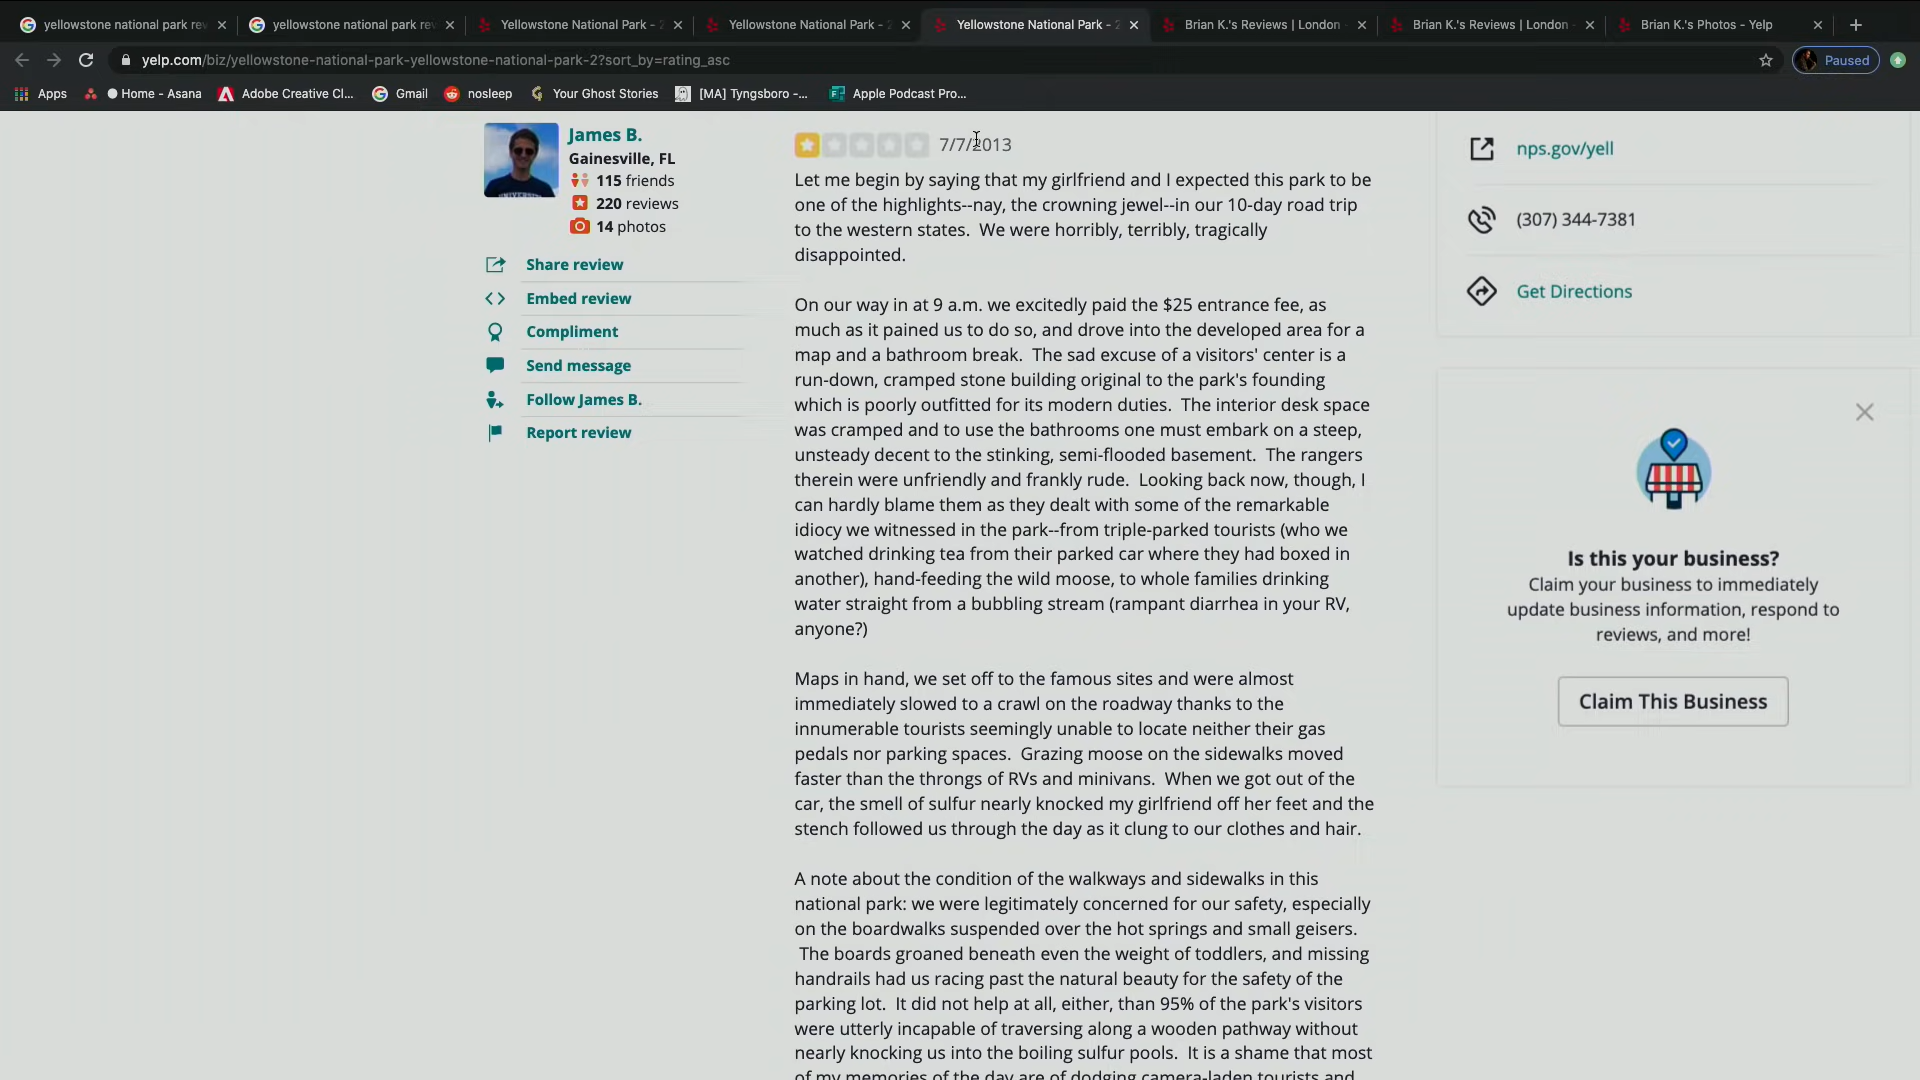 yellowstone national park rev
yellowstone national park rev
Yellowstone National Park - 2
Yellowstone National Park - 2
Yellowstone National Park - 2
Brian K.'s Reviews | London
Brian K.'s Reviews | London
Brian K.'s Photos - Yelp
yelp.com/biz/yellowstone-national-park-yellowstone-national-park-2?sort_by=rating_asc
Paused
Apps
Home - Asana
Adobe Creative Cl...
Gmail
nosleep
Your Ghost Stories
[MA] Tyngsboro -...
Apple Podcast Pro...
James B.
Gainesville, FL
115 friends
220 reviews
14 photos
Share review
Embed review
Compliment
Send message
Follow James B.
Report review
7/7/2013
Let me begin by saying that my girlfriend and I expected this park to be
one of the highlights--nay, the crowning jewel--in our 10-day road trip
to the western states. We were horribly, terribly, tragically
disappointed.
On our way in at 9 a.m. we excitedly paid the $25 entrance fee, as
much as it pained us to do so, and drove into the developed area for a
map and a bathroom break. The sad excuse of a visitors' center is a
run-down, cramped stone building original to the park's founding
which is poorly outfitted for its modern duties. The interior desk space
was cramped and to use the bathrooms one must embark on a steep,
unsteady decent to the stinking, semi-flooded basement. The rangers
therein were unfriendly and frankly rude. Looking back now, though, I
can hardly blame them as they dealt with some of the remarkable
idiocy we witnessed in the park--from triple-parked tourists (who we
watched drinking tea from their parked car where they had boxed in
another), hand-feeding the wild moose, to whole families drinking
water straight from a bubbling stream (rampant diarrhea in your RV,
anyone?)
Maps in hand, we set off to the famous sites and were almost
immediately slowed to a crawl on the roadway thanks to the
innumerable tourists seemingly unable to locate neither their gas
pedals nor parking spaces. Grazing moose on the sidewalks moved
faster than the throngs of RVs and minivans. When we got out of the
car, the smell of sulfur nearly knocked my girlfriend off her feet and the
stench followed us through the day as it clung to our clothes and hair.
A note about the condition of the walkways and sidewalks in this
national park: we were legitimately concerned for our safety, especially
on the boardwalks suspended over the hot springs and small geisers.
The boards groaned beneath even the weight of toddlers, and missing
handrails had us racing past the natural beauty for the safety of the
parking lot. It did not help at all, either, than 95% of the park's visitors
were utterly incapable of traversing along a wooden pathway without
nearly knocking us into the boiling sulfur pools. It is a shame that most
of my memories of the day are of dodging camera-laden tourists and
nps.gov/yell
(307) 344-7381
Get Directions
Is this your business?
Claim your business to immediately
update business information, respond to
reviews, and more!
Claim This Business